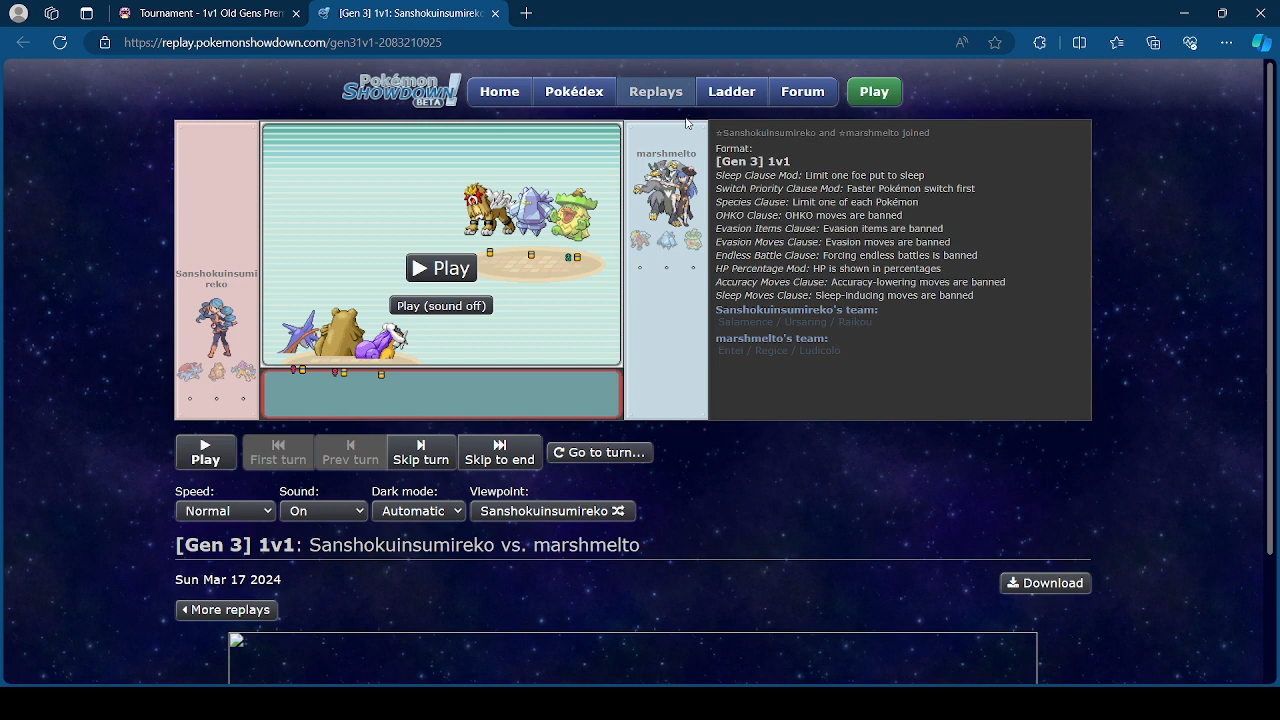 Tournament - 1v1 Old Gens Prem
[Gen 3] 1v1: Sanshokuinsumireko
https://replay.pokemonshowdown.com/gen31v1-2083210925
Pokémon SHOWDOWN! BETA
Home
Pokédex
Replays
Ladder
Forum
Play
Sanshokuinsumi
reko
Play
Play (sound off)
marshmelto
☆Sanshokuinsumireko and ☆marshmelto joined
Format:
[Gen 3] 1v1
Sleep Clause Mod: Limit one foe put to sleep
Switch Priority Clause Mod: Faster Pokémon switch first
Species Clause: Limit one of each Pokémon
OHKO Clause: OHKO moves are banned
Evasion Items Clause: Evasion items are banned
Evasion Moves Clause: Evasion moves are banned
Endless Battle Clause: Forcing endless battles is banned
HP Percentage Mod: HP is shown in percentages
Accuracy Moves Clause: Accuracy-lowering moves are banned
Sleep Moves Clause: Sleep-inducing moves are banned
Sanshokuinsumireko's team:
Salamence / Ursaring / Raikou
marshmelto's team:
Entei / Regice / Ludicolo
Play
First turn
Prev turn
Skip turn
Skip to end
Go to turn...
Speed:
Sound:
Dark mode:
Viewpoint:
Normal
On
Automatic
Sanshokuinsumireko
[Gen 3] 1v1: Sanshokuinsumireko vs. marshmelto
Sun Mar 17 2024
Download
More replays